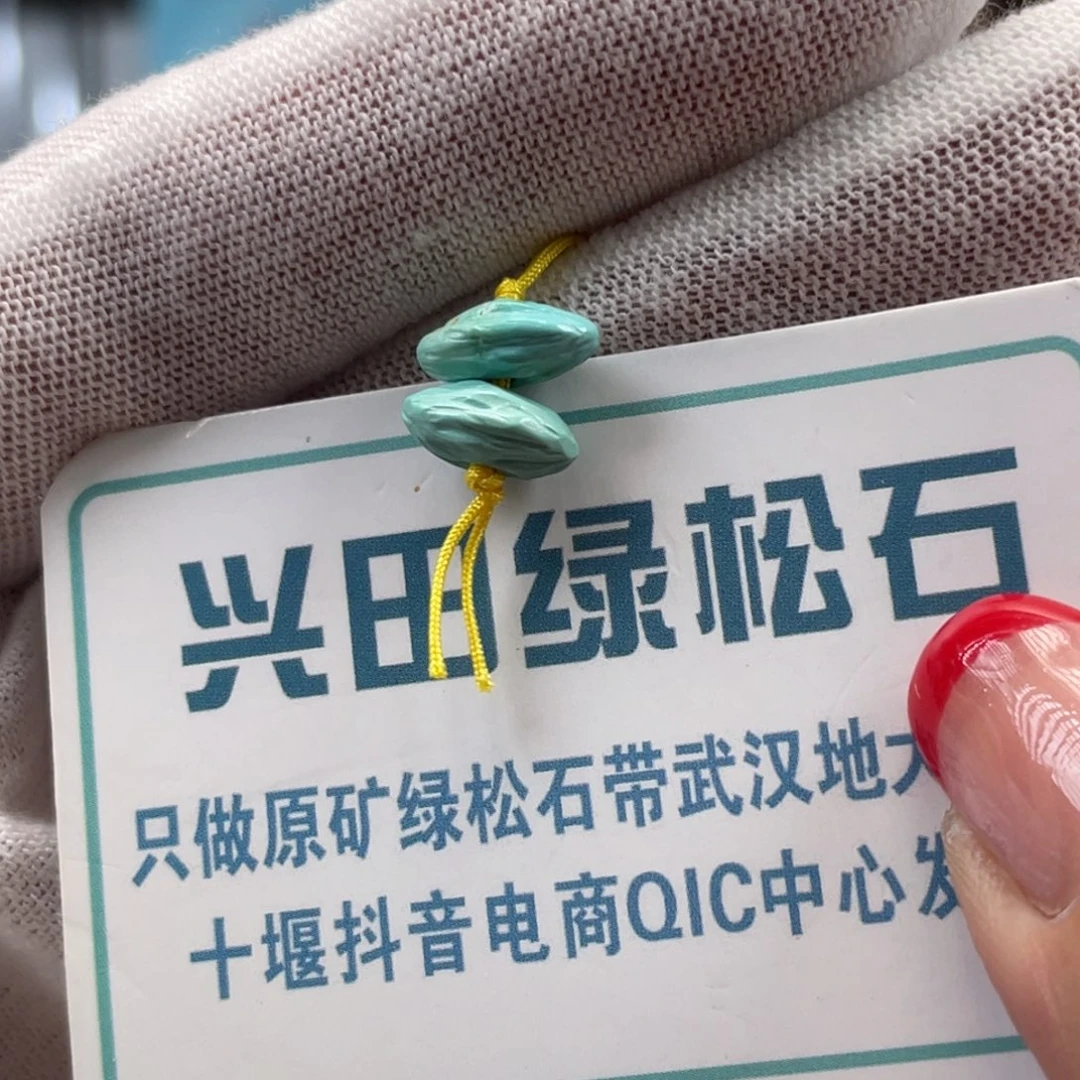 兴田绿松石
只做原矿绿松石带武汉地大
十堰抖音电商QIC中心发